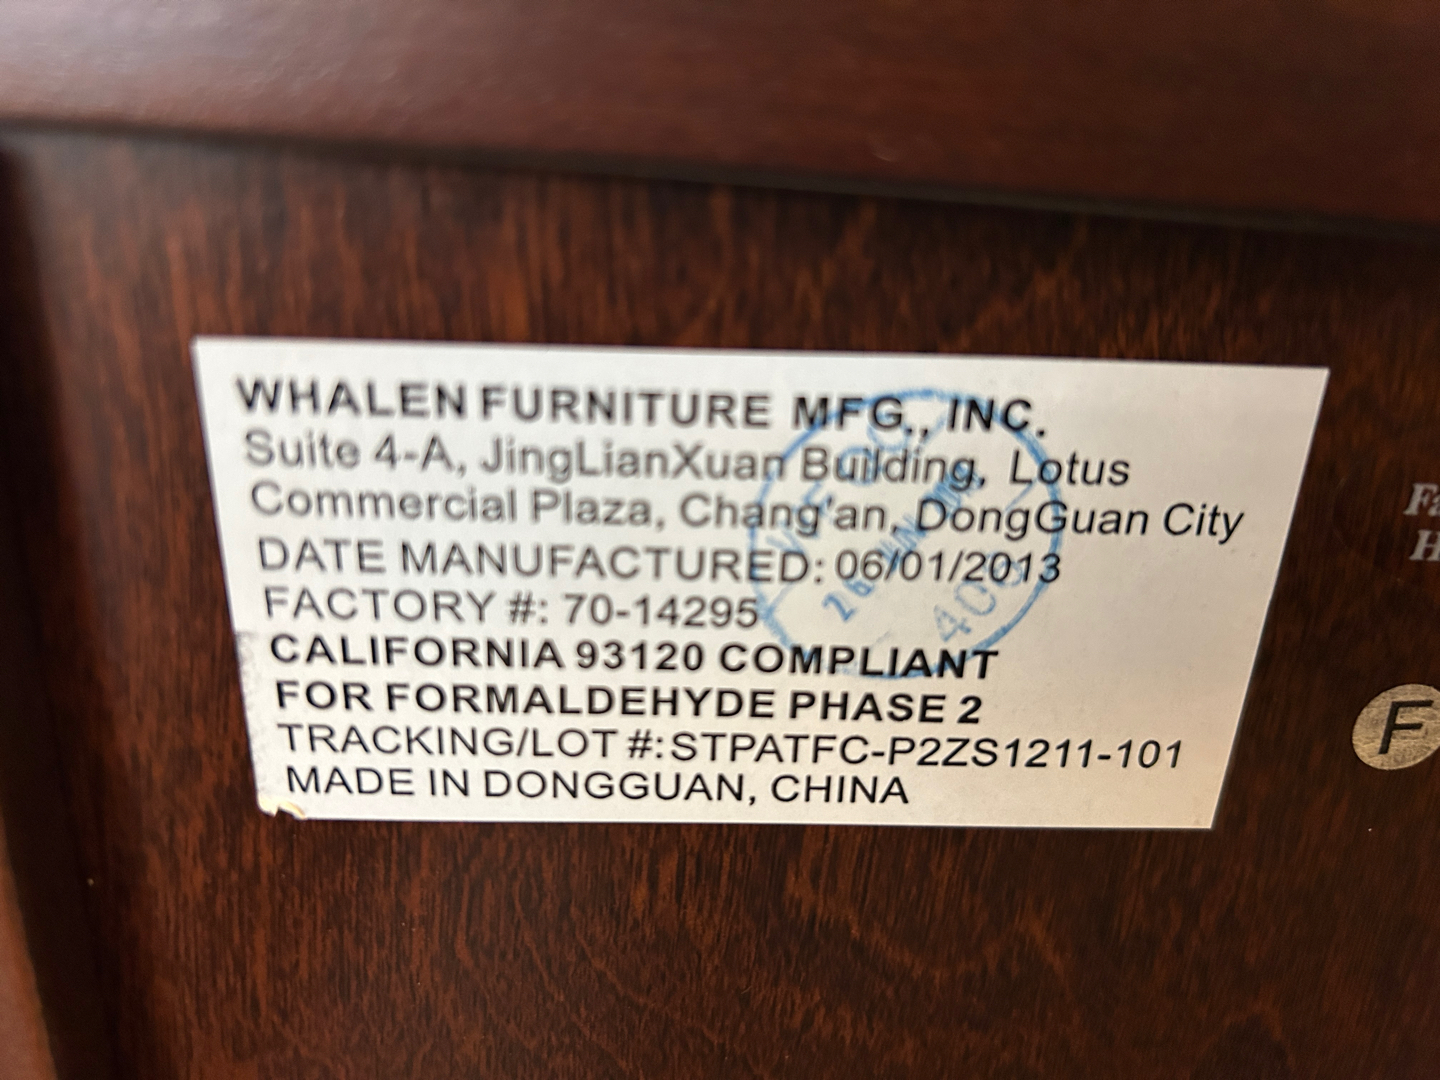 WHALEN FURNITURE MFG., INC.
Suite 4-A, JingLianXuan Building, Lotus
Commercial Plaza, Chang'an, DongGuan City
DATE MANUFACTURED: 06/01/2013
FACTORY #: 70-14295
CALIFORNIA 93120 COMPLIANT
FOR FORMALDEHYDE PHASE 2
TRACKING/LOT #:STPATFC-P2ZS1211-101
MADE IN DONGGUAN, CHINA
F